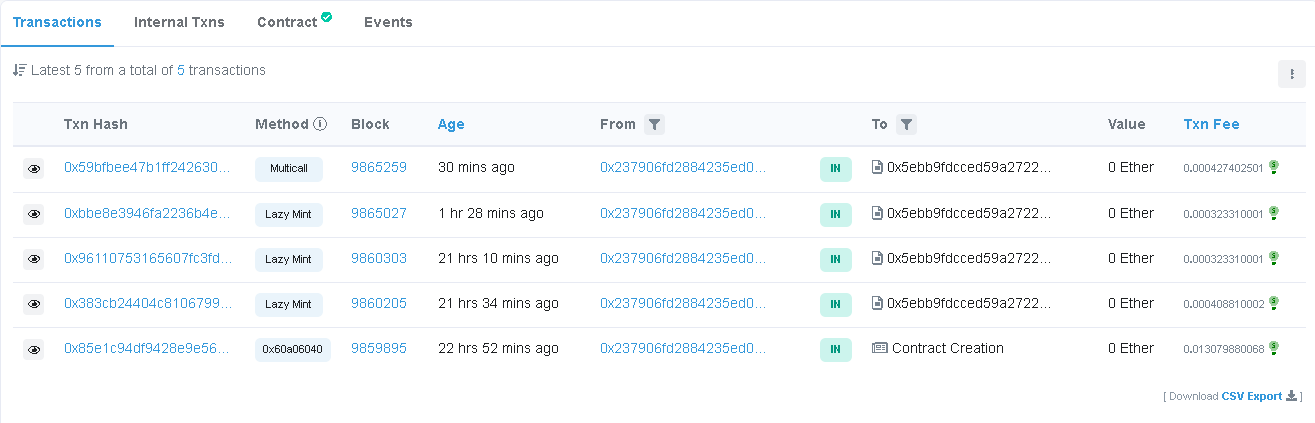 Transactions Internal Txns Contract Events
Latest 5 from a total of 5 transactions
Txn Hash Method Block Age From To Value Txn Fee
0x59bfbee47b1ff242630... Multicall 9865259 30 mins ago 0x237906fd2884235ed0... IN 0x5ebb9fdcced59a2722... 0 Ether 0.000427402501
0xbbe8e3946fa2236b4e... Lazy Mint 9865027 1 hr 28 mins ago 0x237906fd2884235ed0... IN 0x5ebb9fdcced59a2722... 0 Ether 0.000323310001
0x96110753165607fc3fd... Lazy Mint 9860303 21 hrs 10 mins ago 0x237906fd2884235ed0... IN 0x5ebb9fdcced59a2722... 0 Ether 0.000323310001
0x383cb24404c8106799... Lazy Mint 9860205 21 hrs 34 mins ago 0x237906fd2884235ed0... IN 0x5ebb9fdcced59a2722... 0 Ether 0.000408810002
0x85e1c94df9428e9e56... 0x60a06040 9859895 22 hrs 52 mins ago 0x237906fd2884235ed0... IN Contract Creation 0 Ether 0.013079880068
[ Download CSV Export ]